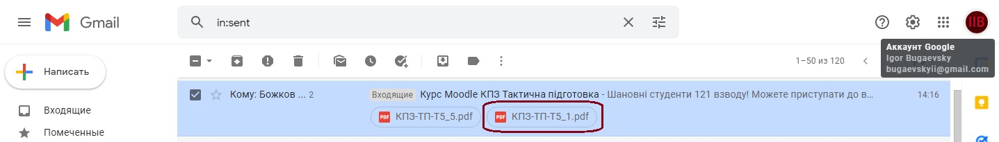 Gmail
in:sent
IIB
Аккаунт Google
Igor Bugaevsky
bugaevskyii@gmail.com
Написать
1–50 из 120
Кому: Божков ... 2
Входящие Курс Moodle КПЗ Тактична підготовка - Шановні студенти 121 взводу! Можете приступати до в...
14:16
Входящие
PDF КПЗ-ТП-Т5_5.pdf
PDF КПЗ-ТП-Т5_1.pdf
Помеченные